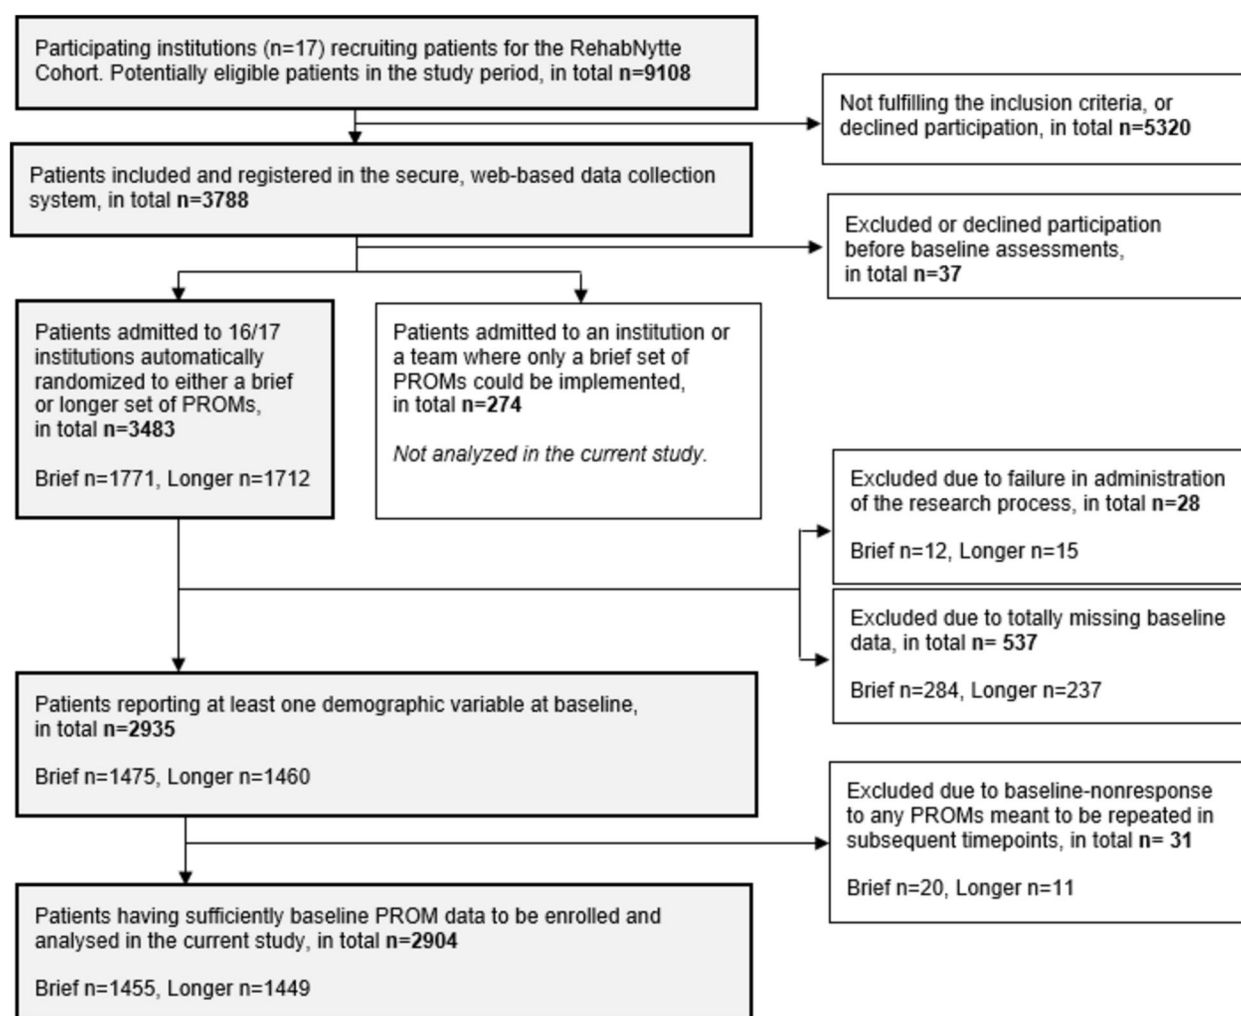 Participating institutions (n=17) recruiting patients for the RehabNytte
Cohort. Potentially eligible patients in the study period, in total n=9108
Not fulfilling the inclusion criteria, or
declined participation, in total n=5320
Patients included and registered in the secure, web-based data collection
system, in total n=3788
Excluded or declined participation
before baseline assessments,
in total n=37
Patients admitted to 16/17
institutions automatically
randomized to either a brief
or longer set of PROMs,
in total n=3483
Brief n=1771, Longer n=1712
Patients admitted to an institution or
a team where only a brief set of
PROMs could be implemented,
in total n=274
Not analyzed in the current study.
Excluded due to failure in administration
of the research process, in total n=28
Brief n=12, Longer n=15
Excluded due to totally missing baseline
data, in total n= 537
Brief n=284, Longer n=237
Patients reporting at least one demographic variable at baseline,
in total n=2935
Brief n=1475, Longer n=1460
Excluded due to baseline-nonresponse
to any PROMs meant to be repeated in
subsequent timepoints, in total n= 31
Brief n=20, Longer n=11
Patients having sufficiently baseline PROM data to be enrolled and
analysed in the current study, in total n=2904
Brief n=1455, Longer n=1449